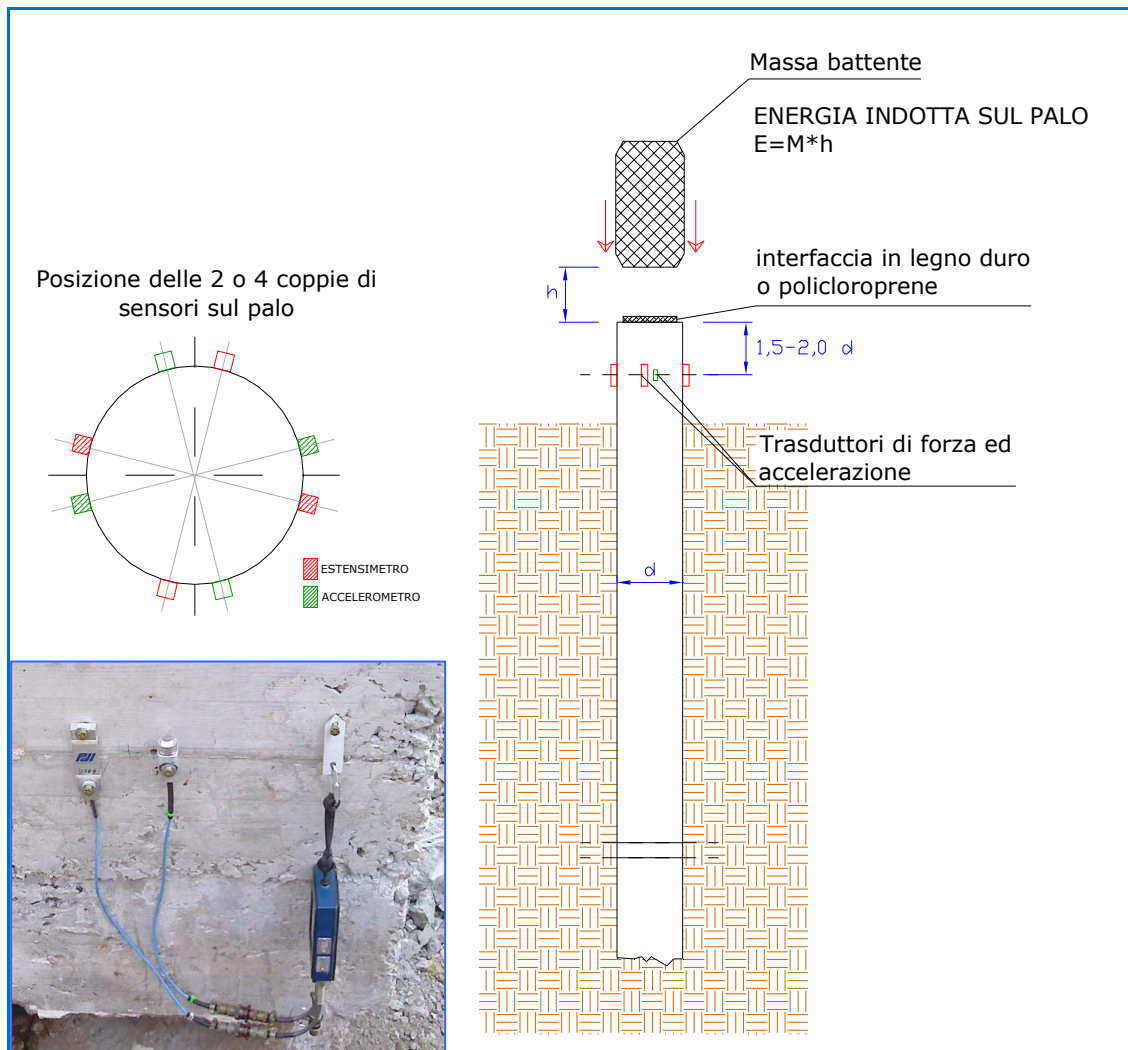 Massa battente
ENERGIA INDOTTA SUL PALO
E=M*h
interfaccia in legno duro
o policloroprene
h
1,5-2,0 d
Trasduttori di forza ed
accelerazione
d
Posizione delle 2 o 4 coppie di
sensori sul palo
ESTENSIMETRO
ACCELEROMETRO